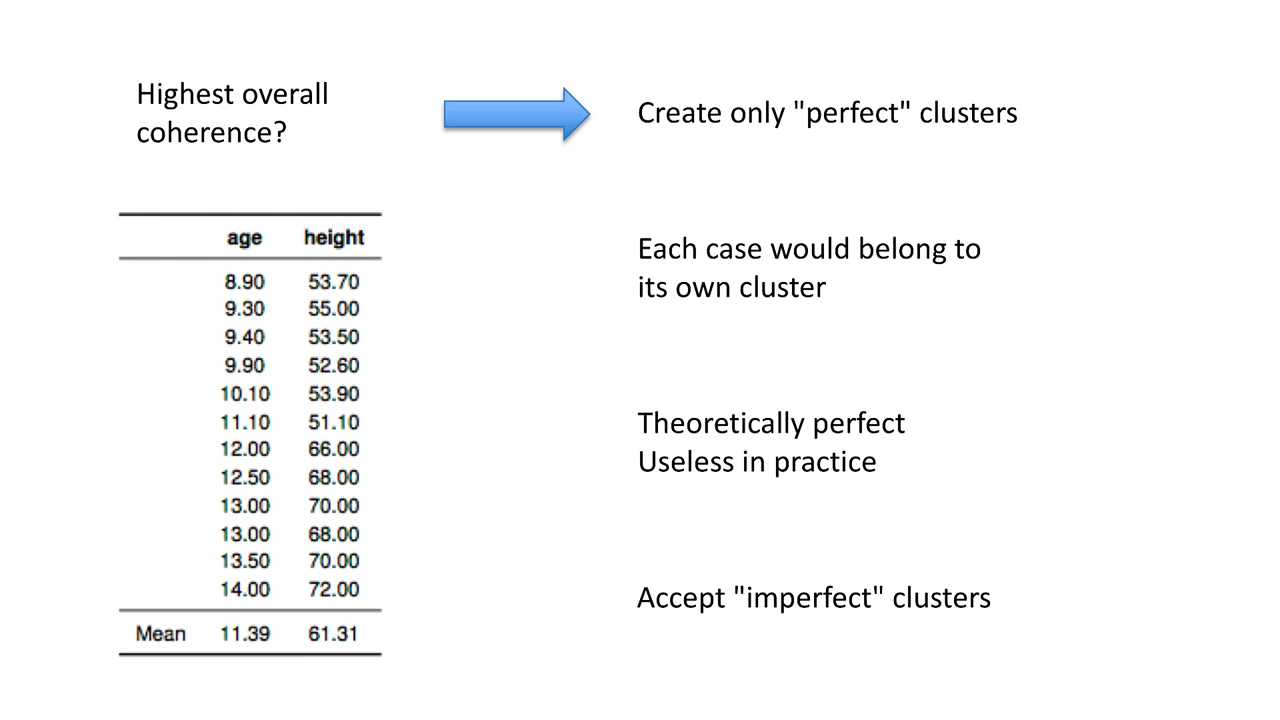 Highest overall
coherence?
Create only "perfect" clusters
age height
8.90 53.70
9.30 55.00
9.40 53.50
9.90 52.60
10.10 53.90
11.10 51.10
12.00 66.00
12.50 68.00
13.00 70.00
13.00 68.00
13.50 70.00
14.00 72.00
Mean 11.39 61.31
Each case would belong to
its own cluster
Theoretically perfect
Useless in practice
Accept "imperfect" clusters